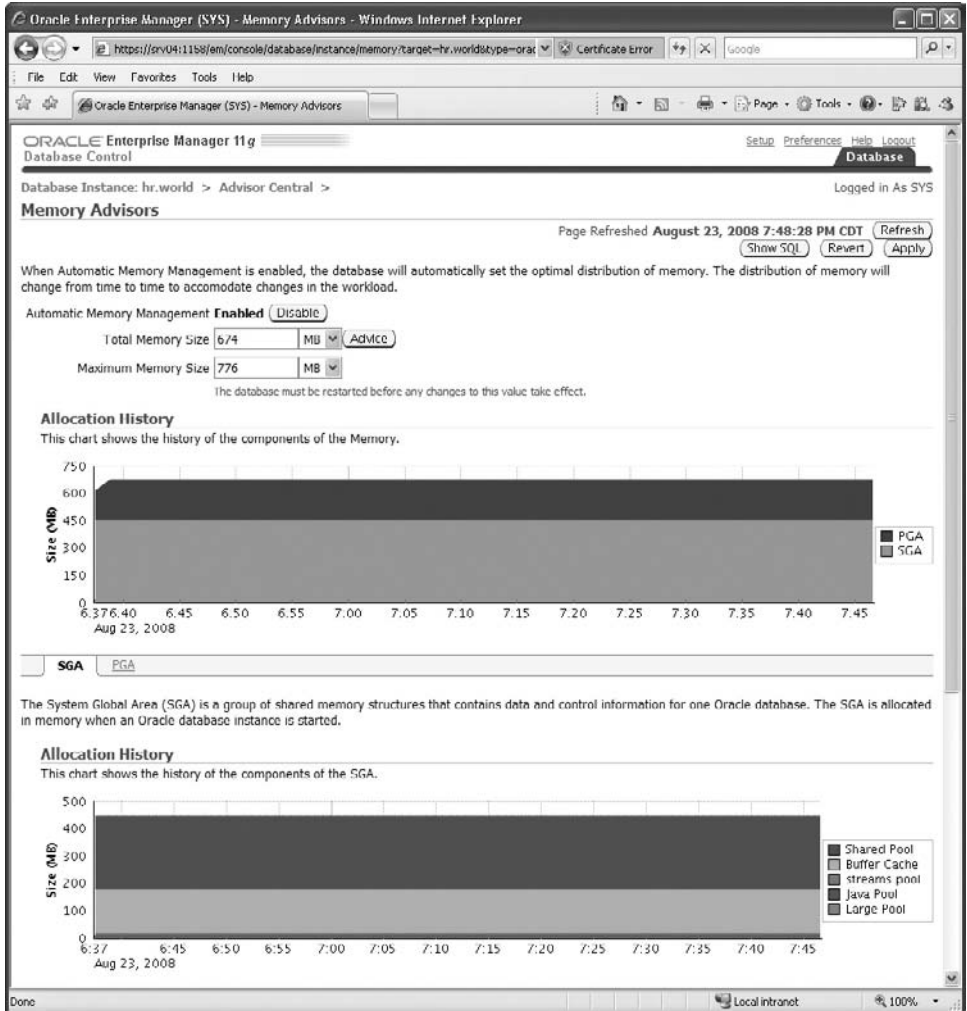 Oracle Enterprise Manager (SYS) - Memory Advisors - Windows Internet Explorer
https://srv04:1158/em/console/database/instance/memory?target=hr.world&type=orac
Certificate Error
Google
File Edit View Favorites Tools Help
Oracle Enterprise Manager (SYS) - Memory Advisors
Page Tools
ORACLE Enterprise Manager 11g
Database Control
Setup Preferences Help Logout
Database
Database Instance: hr.world > Advisor Central >
Logged in As SYS
Memory Advisors
Page Refreshed August 23, 2008 7:48:28 PM CDT Refresh
Show SQL Revert Apply
When Automatic Memory Management is enabled, the database will automatically set the optimal distribution of memory. The distribution of memory will
change from time to time to accomodate changes in the workload.
Automatic Memory Management Enabled Disable
Total Memory Size 674 MB Advice
Maximum Memory Size 776 MB
The database must be restarted before any changes to this value take effect.
Allocation History
This chart shows the history of the components of the Memory.
Size (MB)
750
600
450
300
150
0
6.37 6.40 6.45 6.50 6.55 7.00 7.05 7.10 7.15 7.20 7.25 7.30 7.35 7.40 7.45
Aug 23, 2008
PGA
SGA
SGA PGA
The System Global Area (SGA) is a group of shared memory structures that contains data and control information for one Oracle database. The SGA is allocated
in memory when an Oracle database instance is started.
Allocation History
This chart shows the history of the components of the SGA.
Size (MB)
500
400
300
200
100
0
6:37 6:45 6:50 6:55 7:00 7:05 7:10 7:15 7:20 7:25 7:30 7:35 7:40 7:45
Aug 23, 2008
Shared Pool
Buffer Cache
streams pool
Java Pool
Large Pool
Done
Local intranet
100%